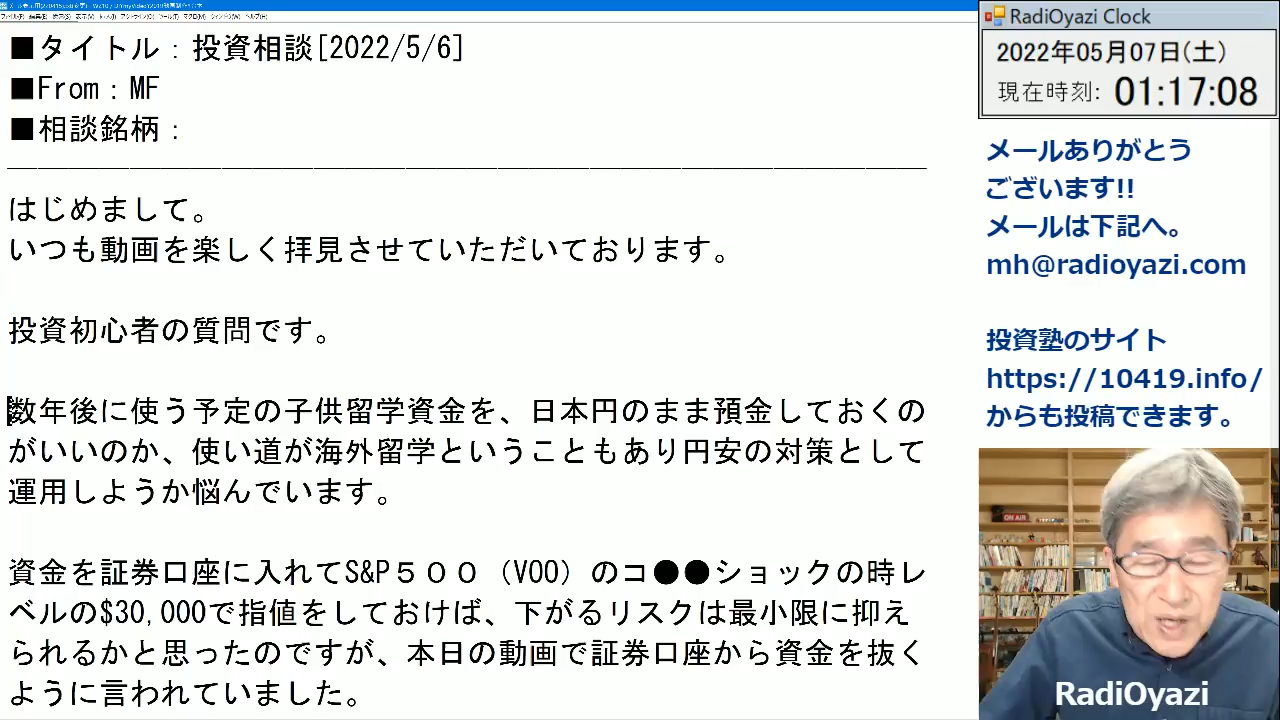 ■タイトル：投資相談[2022/5/6]
■From：MF
■相談銘柄：
はじめまして。
いつも動画を楽しく拝見させていただいております。
投資初心者の質問です。
数年後に使う予定の子供留学資金を、日本円のまま預金しておくの
がいいのか、使い道が海外留学ということもあり円安の対策として
運用しようか悩んでいます。
資金を証券口座に入れてS&P５００（VOO）のコ●●ショックの時レ
ベルの$30,000で指値をしておけば、下がるリスクは最小限に抑え
られるかと思ったのですが、本日の動画で証券口座から資金を抜く
ように言われていました。
RadiOyazi Clock
2022年05月07日(土)
現在時刻: 01:17:08
メールありがとう
ございます!!
メールは下記へ。
mh@radioyazi.com
投資塾のサイト
https://10419.info/
からも投稿できます。
ON AIR
RadiOyazi